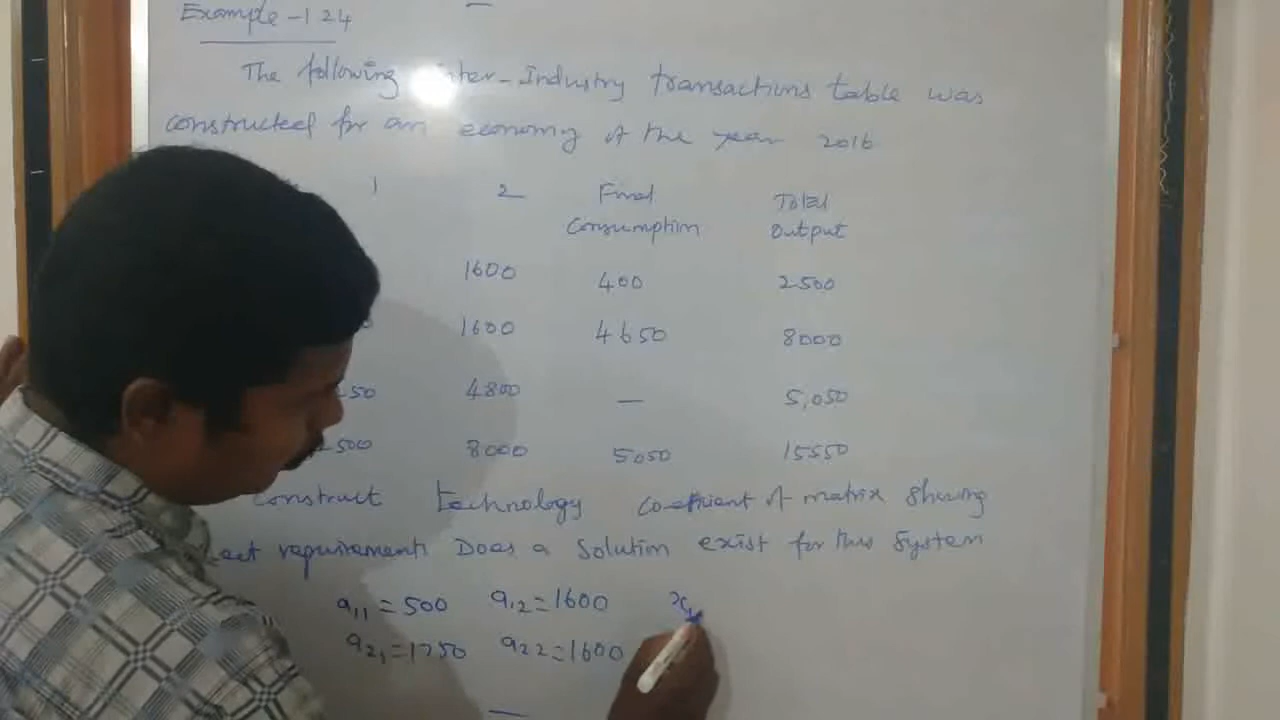 Example - 1.24
The following Inter-Industry transactions table was
constructed for an economy of the year 2016
1 2 Final Total
Consumption Output
1600 400 2500
1600 4650 8000
4800 — 5,050
8000 5050 15550
Construct technology coefficient of matrix showing
requirement. Does a solution exist for this system
a11 = 500 a12 = 1600 x1
a21 = 1750 a22 = 1600